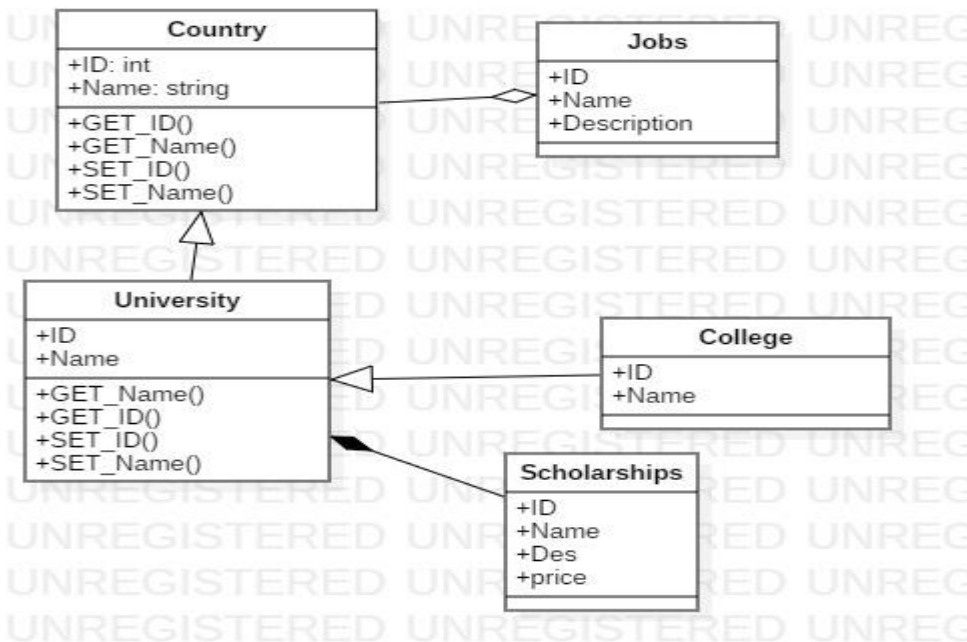 Country
+ID: int
+Name: string
+GET_ID()
+GET_Name()
+SET_ID()
+SET_Name()
Jobs
+ID
+Name
+Description
University
+ID
+Name
+GET_Name()
+GET_ID()
+SET_ID()
+SET_Name()
College
+ID
+Name
Scholarships
+ID
+Name
+Des
+price
UNREGISTERED